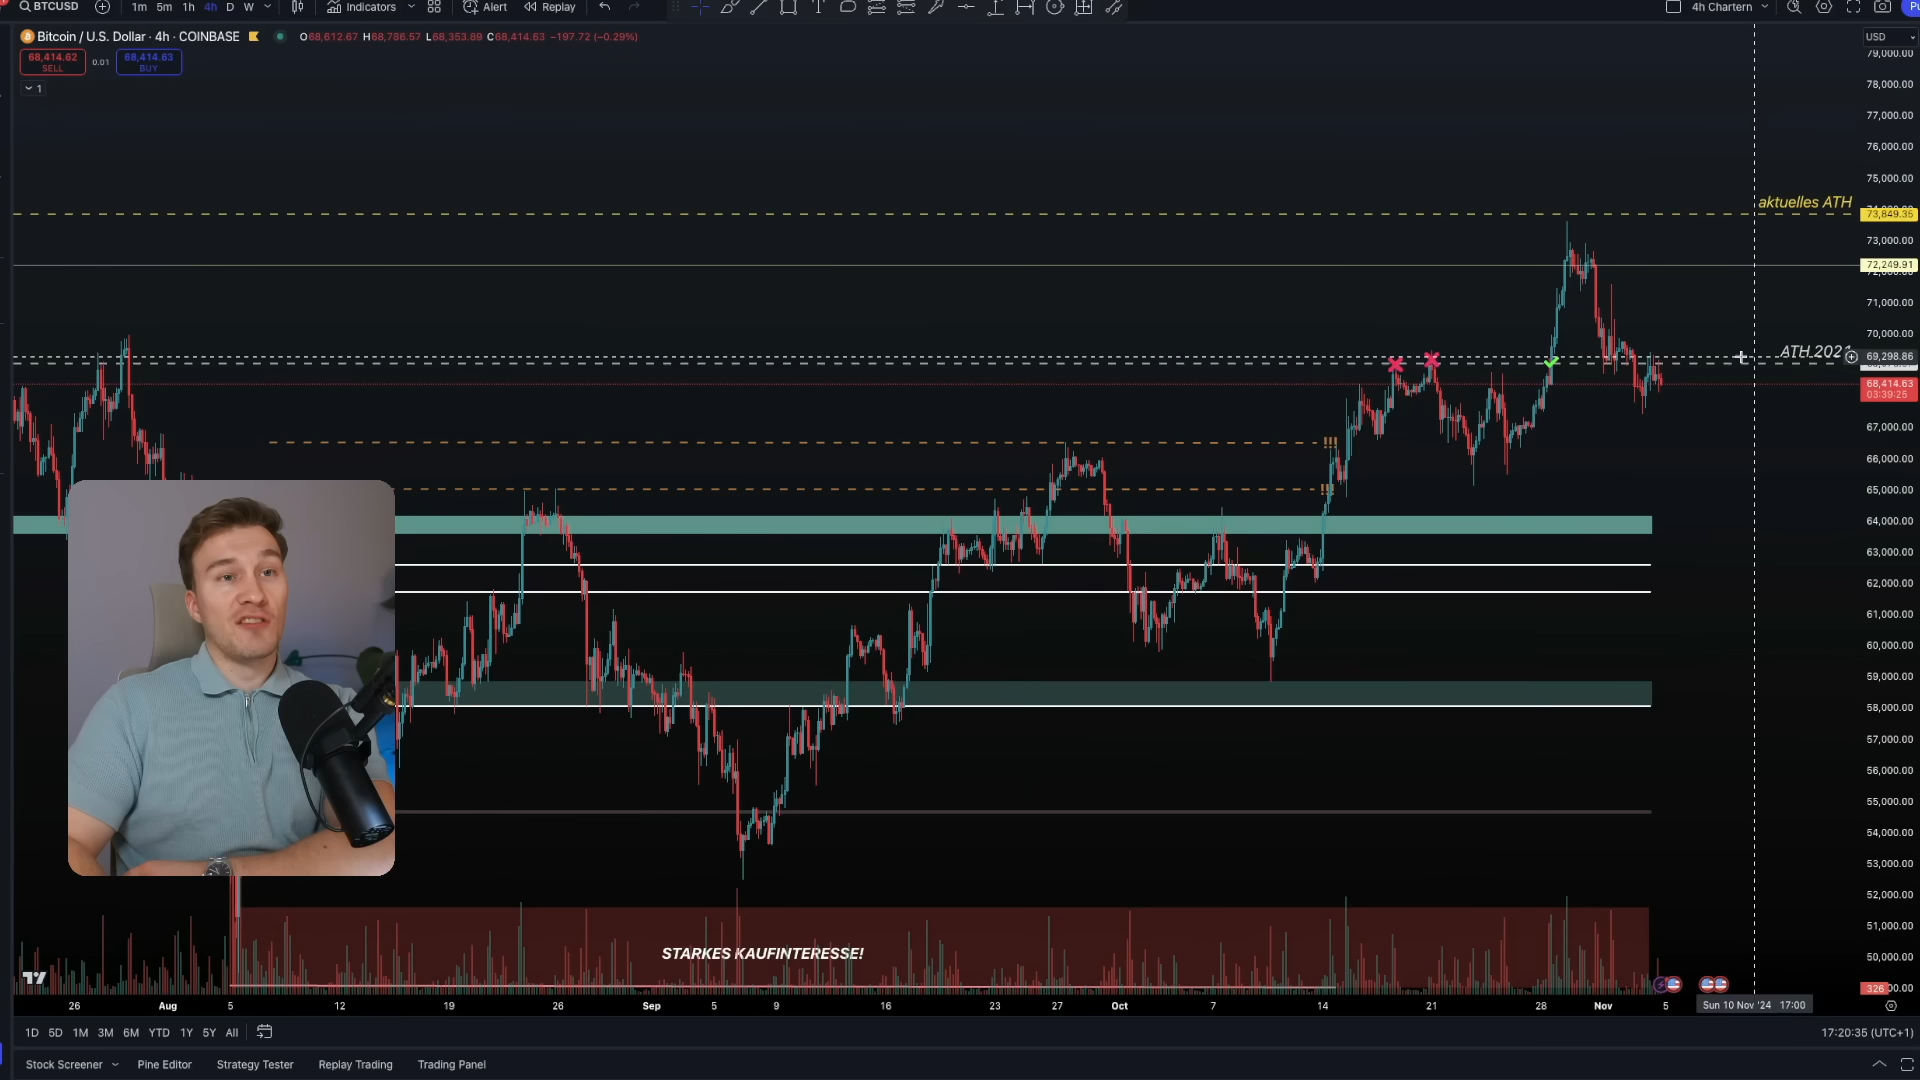 BTCUSD
1m 5m 1h 4h D W
Indicators
Alert
Replay
4h Chartern
Bitcoin / U.S. Dollar · 4h · COINBASE
O68,612.67 H68,786.57 L68,353.89 C68,414.63 −197.72 (−0.29%)
USD
68,414.62
SELL
0.01
68,414.63
BUY
1
79,000.00
78,000.00
77,000.00
76,000.00
75,000.00
aktuelles ATH
73,849.35
73,000.00
72,249.91
71,000.00
70,000.00
ATH 202
69,298.86
68,414.63
03:39:25
67,000.00
66,000.00
!!!
65,000.00
64,000.00
63,000.00
62,000.00
61,000.00
60,000.00
59,000.00
58,000.00
57,000.00
56,000.00
55,000.00
54,000.00
53,000.00
52,000.00
51,000.00
STARKES KAUFINTERESSE!
50,000.00
326
26 Aug 5 12 19 26 Sep 5 9 16 23 27 Oct 7 14 21 28 Nov 5
Sun 10 Nov '24 17:00
1D 5D 1M 3M 6M YTD 1Y 5Y All
17:20:35 (UTC+1)
Stock Screener Pine Editor Strategy Tester Replay Trading Trading Panel